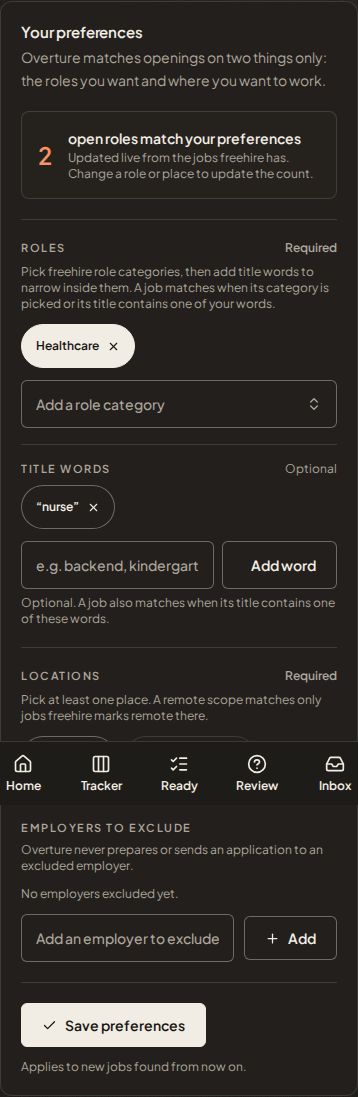 Your preferences
Overture matches openings on two things only:
the roles you want and where you want to work.
2
open roles match your preferences
Updated live from the jobs freehire has.
Change a role or place to update the count.
ROLES
Required
Pick freehire role categories, then add title words to
narrow inside them. A job matches when its category is
picked or its title contains one of your words.
Healthcare ×
Add a role category
TITLE WORDS
Optional
“nurse” ×
e.g. backend, kindergart
Add word
Optional. A job also matches when its title contains one
of these words.
LOCATIONS
Required
Pick at least one place. A remote scope matches only
jobs freehire marks remote there.
Home
Tracker
Ready
Review
Inbox
EMPLOYERS TO EXCLUDE
Overture never prepares or sends an application to an
excluded employer.
No employers excluded yet.
Add an employer to exclude
+ Add
✓ Save preferences
Applies to new jobs found from now on.